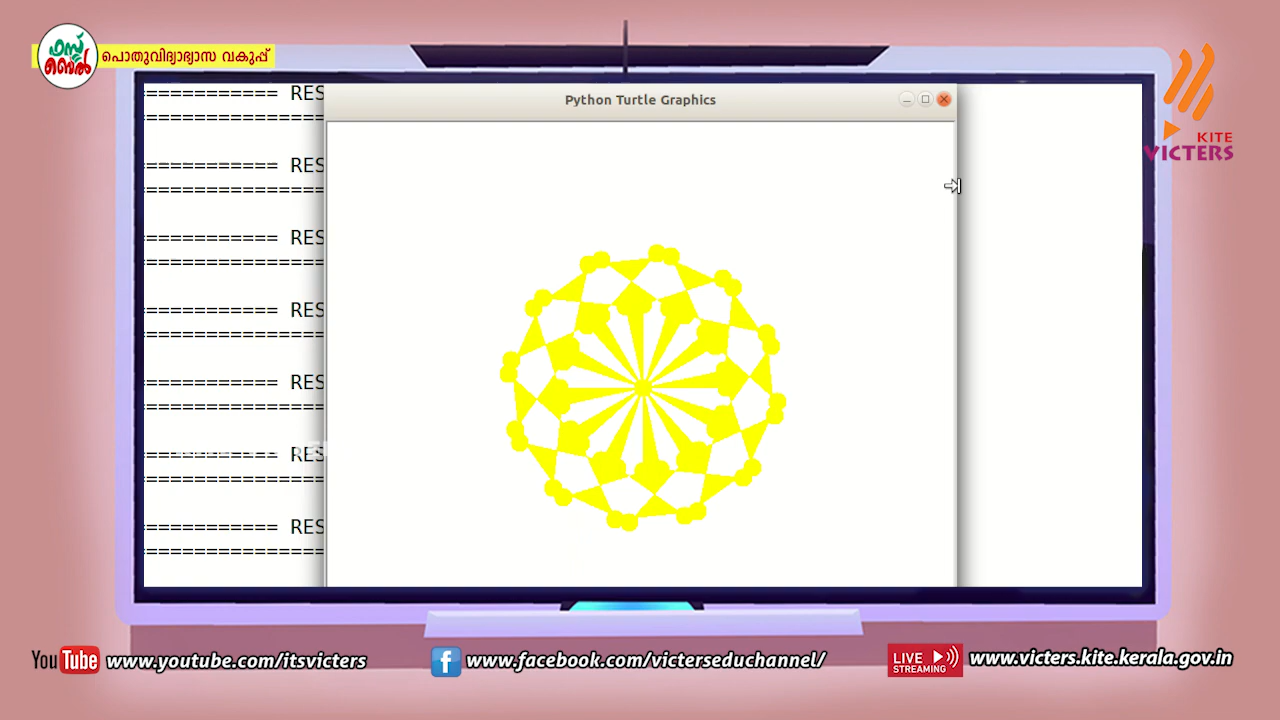 ഫസ്റ്റ്
ബെൽ
പൊതുവിദ്യാഭ്യാസ വകുപ്പ്
KITE
VICTERS
Python Turtle Graphics
=========== RES
===============
=========== RES
===============
=========== RES
===============
=========== RES
===============
=========== RES
===============
=========== RES
===============
=========== RES
===============
YouTube www.youtube.com/itsvicters
f www.facebook.com/victerseduchannel/
LIVE
STREAMING
www.victers.kite.kerala.gov.in